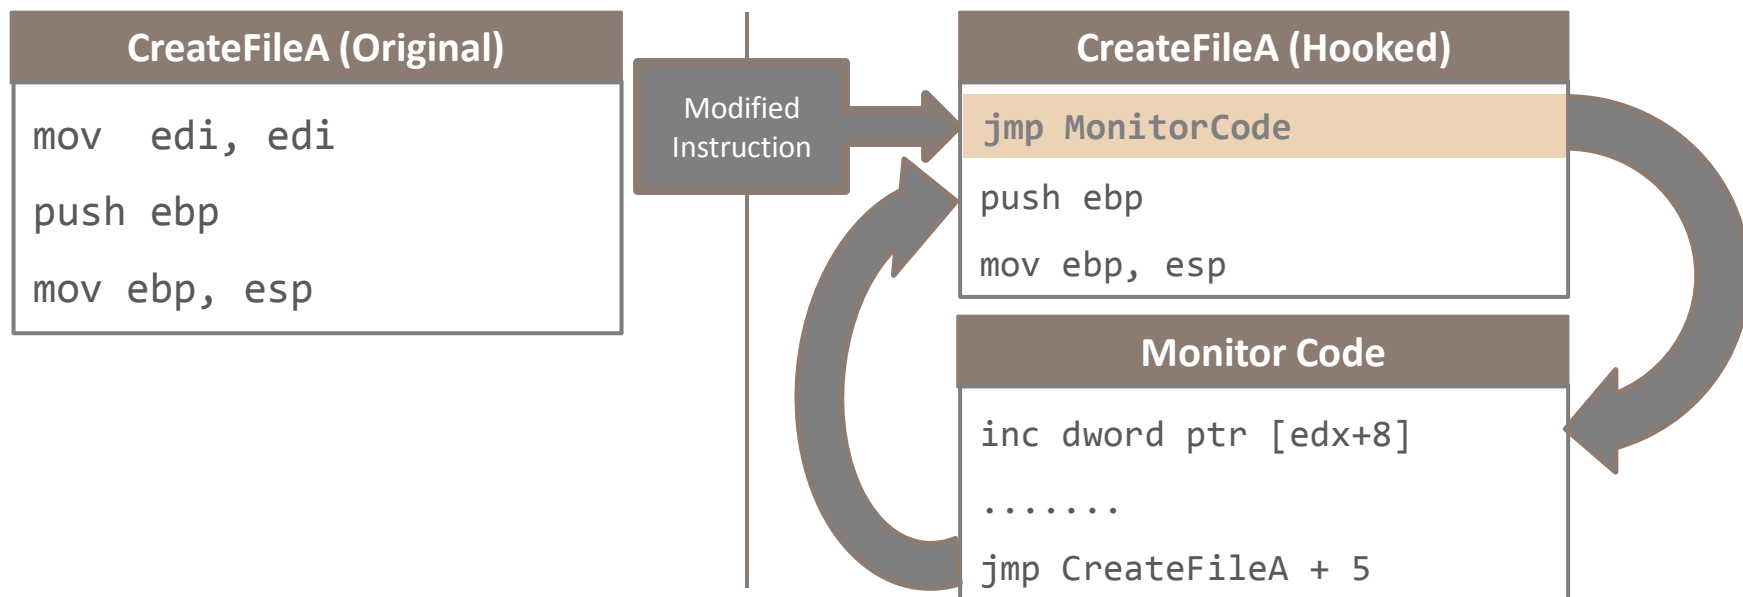 CreateFileA (Original)
mov  edi, edi
push ebp
mov ebp, esp
Modified
Instruction
CreateFileA (Hooked)
jmp MonitorCode
push ebp
mov ebp, esp
Monitor Code
inc dword ptr [edx+8]
.......
jmp CreateFileA + 5